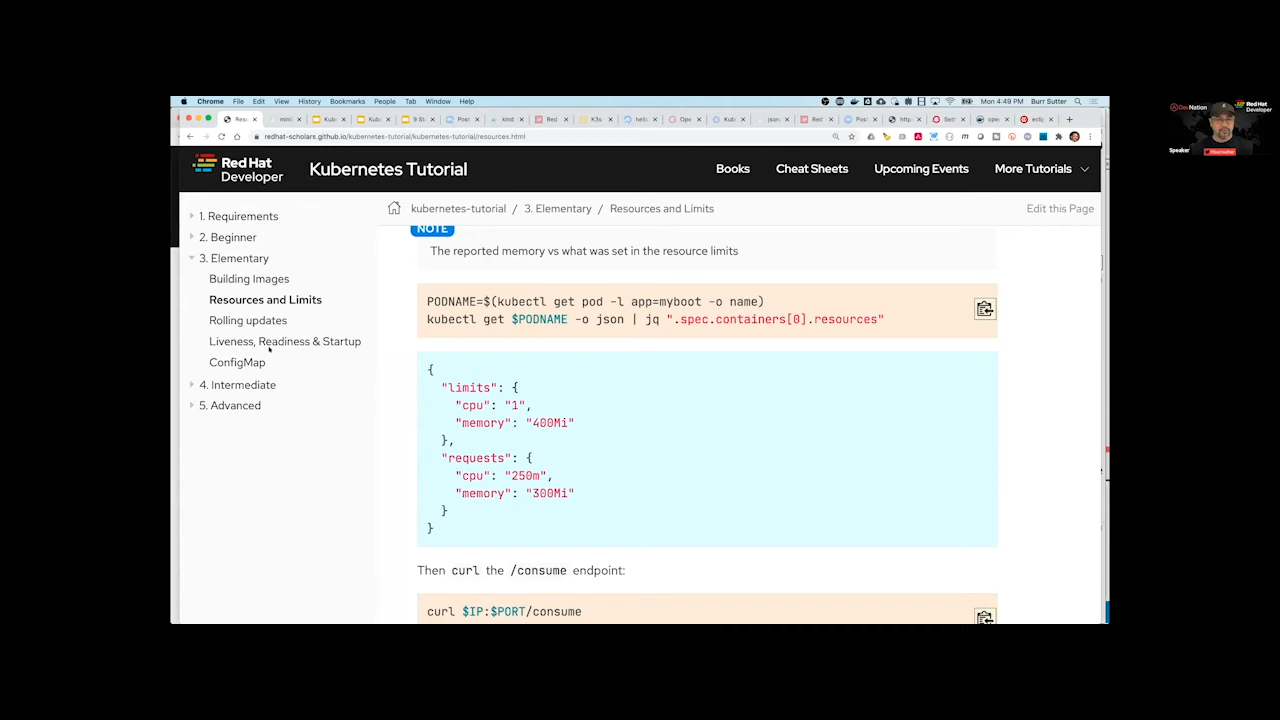 Chrome File Edit View History Bookmarks People Tab Window Help
Mon 4:49 PM Burr Sutter
redhat-scholars.github.io/kubernetes-tutorial/kubernetes-tutorial/resources.html
Red Hat
Developer
Kubernetes Tutorial
Books
Cheat Sheets
Upcoming Events
More Tutorials
kubernetes-tutorial / 3. Elementary / Resources and Limits
Edit this Page
1. Requirements
2. Beginner
3. Elementary
Building Images
Resources and Limits
Rolling updates
Liveness, Readiness & Startup
ConfigMap
4. Intermediate
5. Advanced
NOTE
The reported memory vs what was set in the resource limits
PODNAME=$(kubectl get pod -l app=myboot -o name)
kubectl get $PODNAME -o json | jq ".spec.containers[0].resources"
{
"limits": {
"cpu": "1",
"memory": "400Mi"
},
"requests": {
"cpu": "250m",
"memory": "300Mi"
}
}
Then curl the /consume endpoint:
curl $IP:$PORT/consume
DevNation
Red Hat
Developer
Speaker